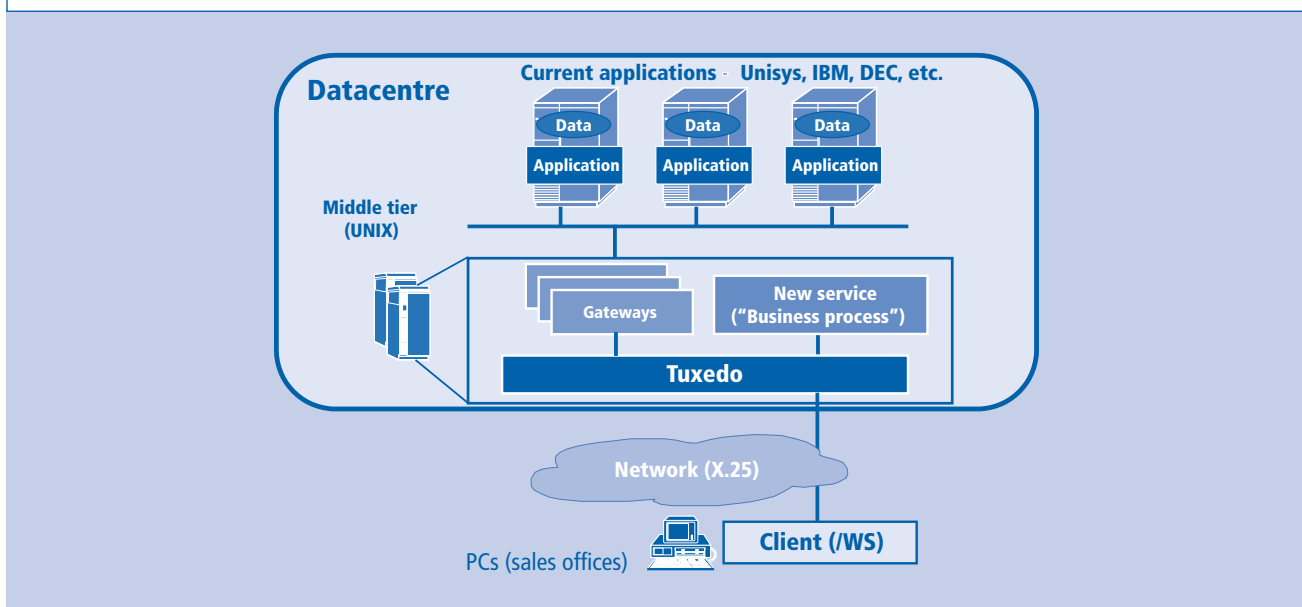 Current applications - Unisys, IBM, DEC, etc.
Datacentre
Data
Data
Data
Application
Application
Application
Middle tier
(UNIX)
Gateways
New service
("Business process")
Tuxedo
Network (X.25)
Client (/WS)
PCs (sales offices)